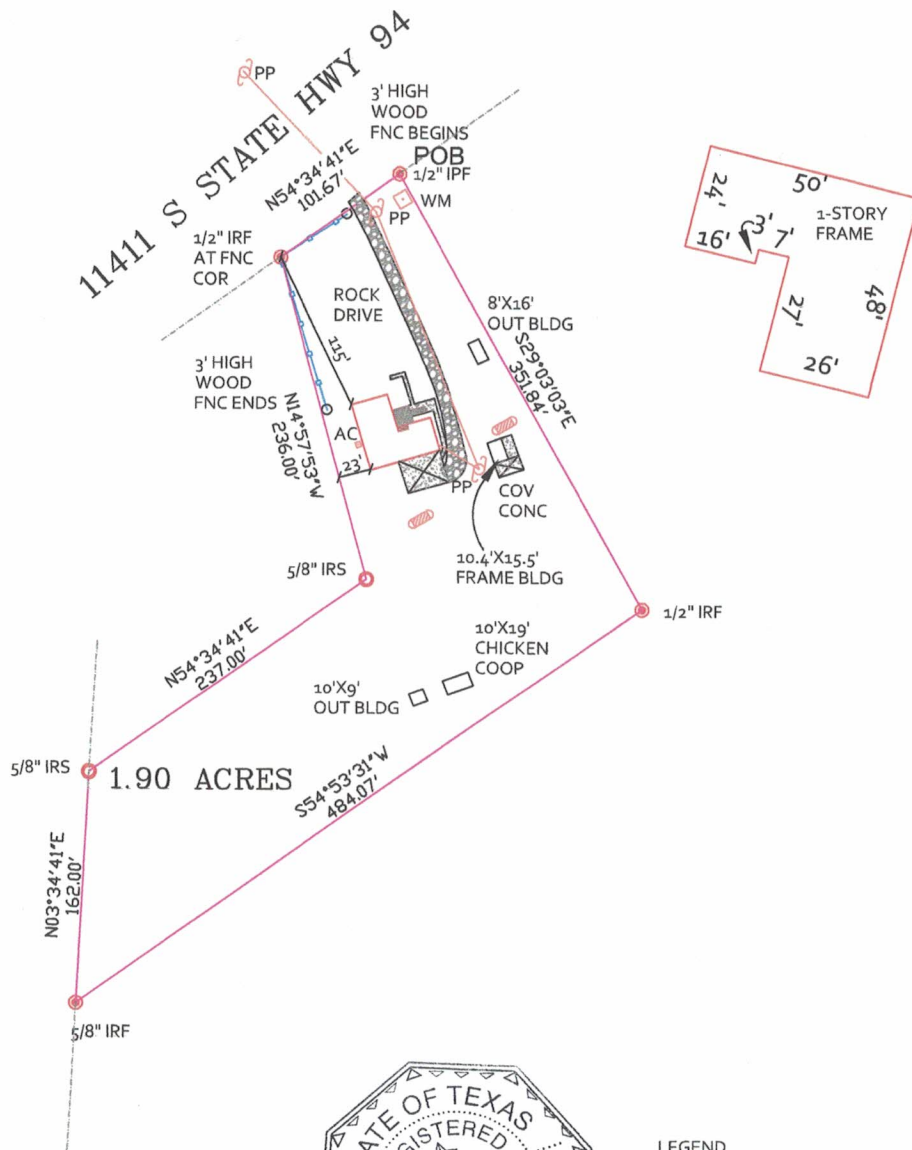 11411 S STATE HWY 94
PP
3' HIGH
WOOD
FNC BEGINS
POB
1/2" IPF
N54°34'41"E
101.67'
WM
PP
1/2" IRF
AT FNC
COR
ROCK
DRIVE
115'
8'X16'
OUT BLDG
S29°03'03"E
351.84'
3' HIGH
WOOD
FNC ENDS
N14°57'53"W
236.00'
AC
23'
PP
COV
CONC
10.4'X15.5'
FRAME BLDG
5/8" IRS
1/2" IRF
N54°34'41"E
237.00'
10'X19'
CHICKEN
COOP
10'X9'
OUT BLDG
5/8" IRS
1.90 ACRES
S54°53'31"W
484.07'
N03°34'41"E
162.00'
5/8" IRF
24'
50'
1-STORY
FRAME
16'
3'
7'
27'
48'
26'
LEGEND